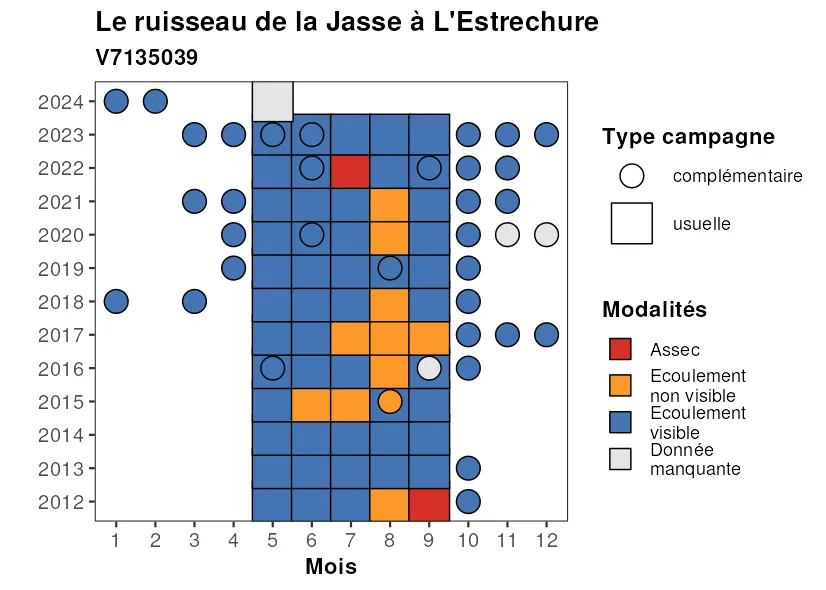 Le ruisseau de la Jasse à L'Estrechure
V7135039
2024
2023
2022
2021
2020
2019
2018
2017
2016
2015
2014
2013
2012
1 2 3 4 5 6 7 8 9 10 11 12
Mois
Type campagne
complémentaire
usuelle
Modalités
Assec
Ecoulement
non visible
Ecoulement
visible
Donnée
manquante